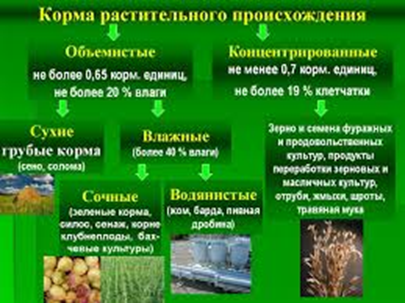 Корма растительного происхождения
Объемистые
не более 0,65 корм. единиц,
не более 20 % влаги
Концентрированные
не менее 0,7 корм. единиц,
не более 19 % клетчатки
Сухие
грубые корма
(сено, солома)
Влажные
(более 40 % влаги)
Сочные
(зеленые корма,
силос, сенаж, корне
клубнеплоды, бах-
чевые культуры)
Водянистые
(жом, барда, пивная
дробина)
Зерно и семена фуражных
и продовольственных
культур, продукты
переработки зерновых и
масличных культур,
отруби, жмыхи, шроты,
травяная мука